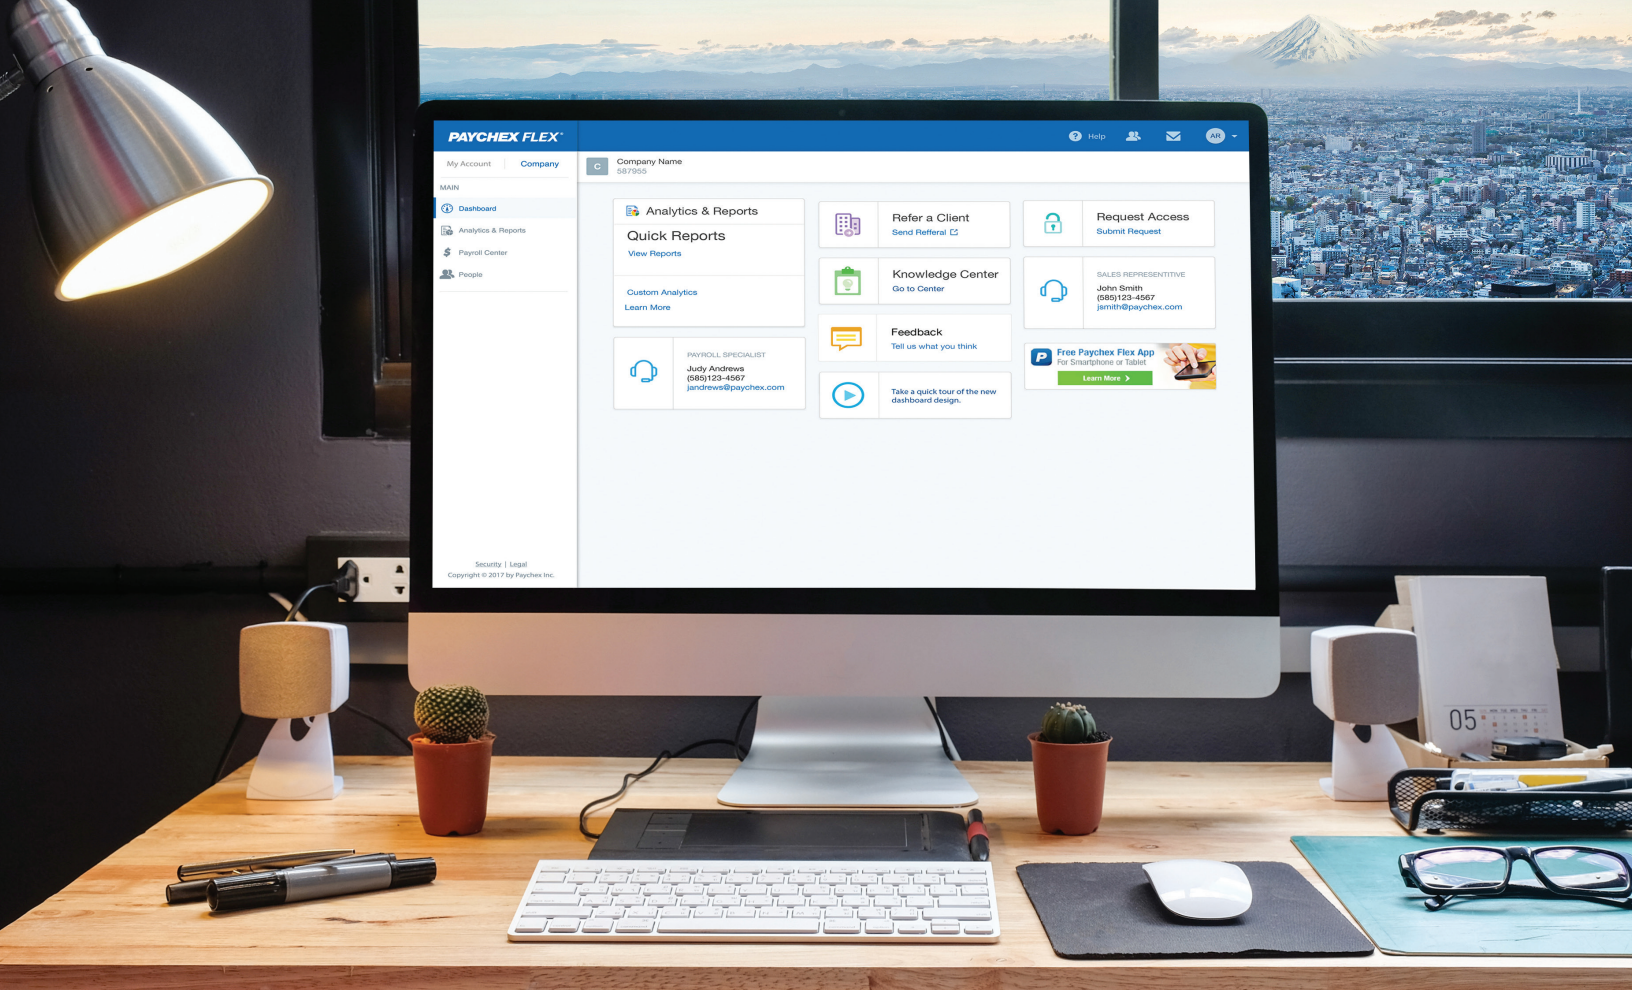 PAYCHEX FLEX®
Help
AR
My Account
Company
C
Company Name
587955
MAIN
Dashboard
Analytics & Reports
Payroll Center
People
Analytics & Reports
Quick Reports
View Reports
Custom Analytics
Learn More
PAYROLL SPECIALIST
Judy Andrews
(585)123-4567
jandrews@paychex.com
Refer a Client
Send Refferal
Knowledge Center
Go to Center
Feedback
Tell us what you think
Take a quick tour of the new
dashboard design.
Request Access
Submit Request
SALES REPRESENTITIVE
John Smith
(585)123-4567
jsmith@paychex.com
P
Free Paychex Flex App
For Smartphone or Tablet
Learn More
Security | Legal
Copyright © 2017 by Paychex Inc.
05